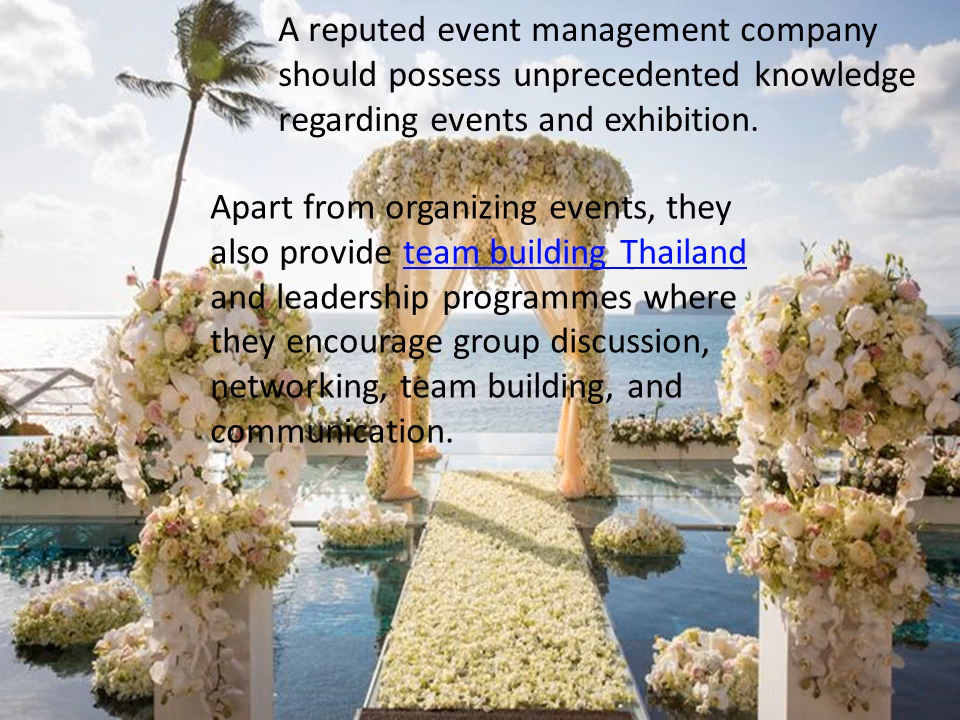 A reputed event management company
should possess unprecedented knowledge
regarding events and exhibition.
Apart from organizing events, they
also provide team building Thailand
and leadership programmes where
they encourage group discussion,
networking, team building, and
communication.